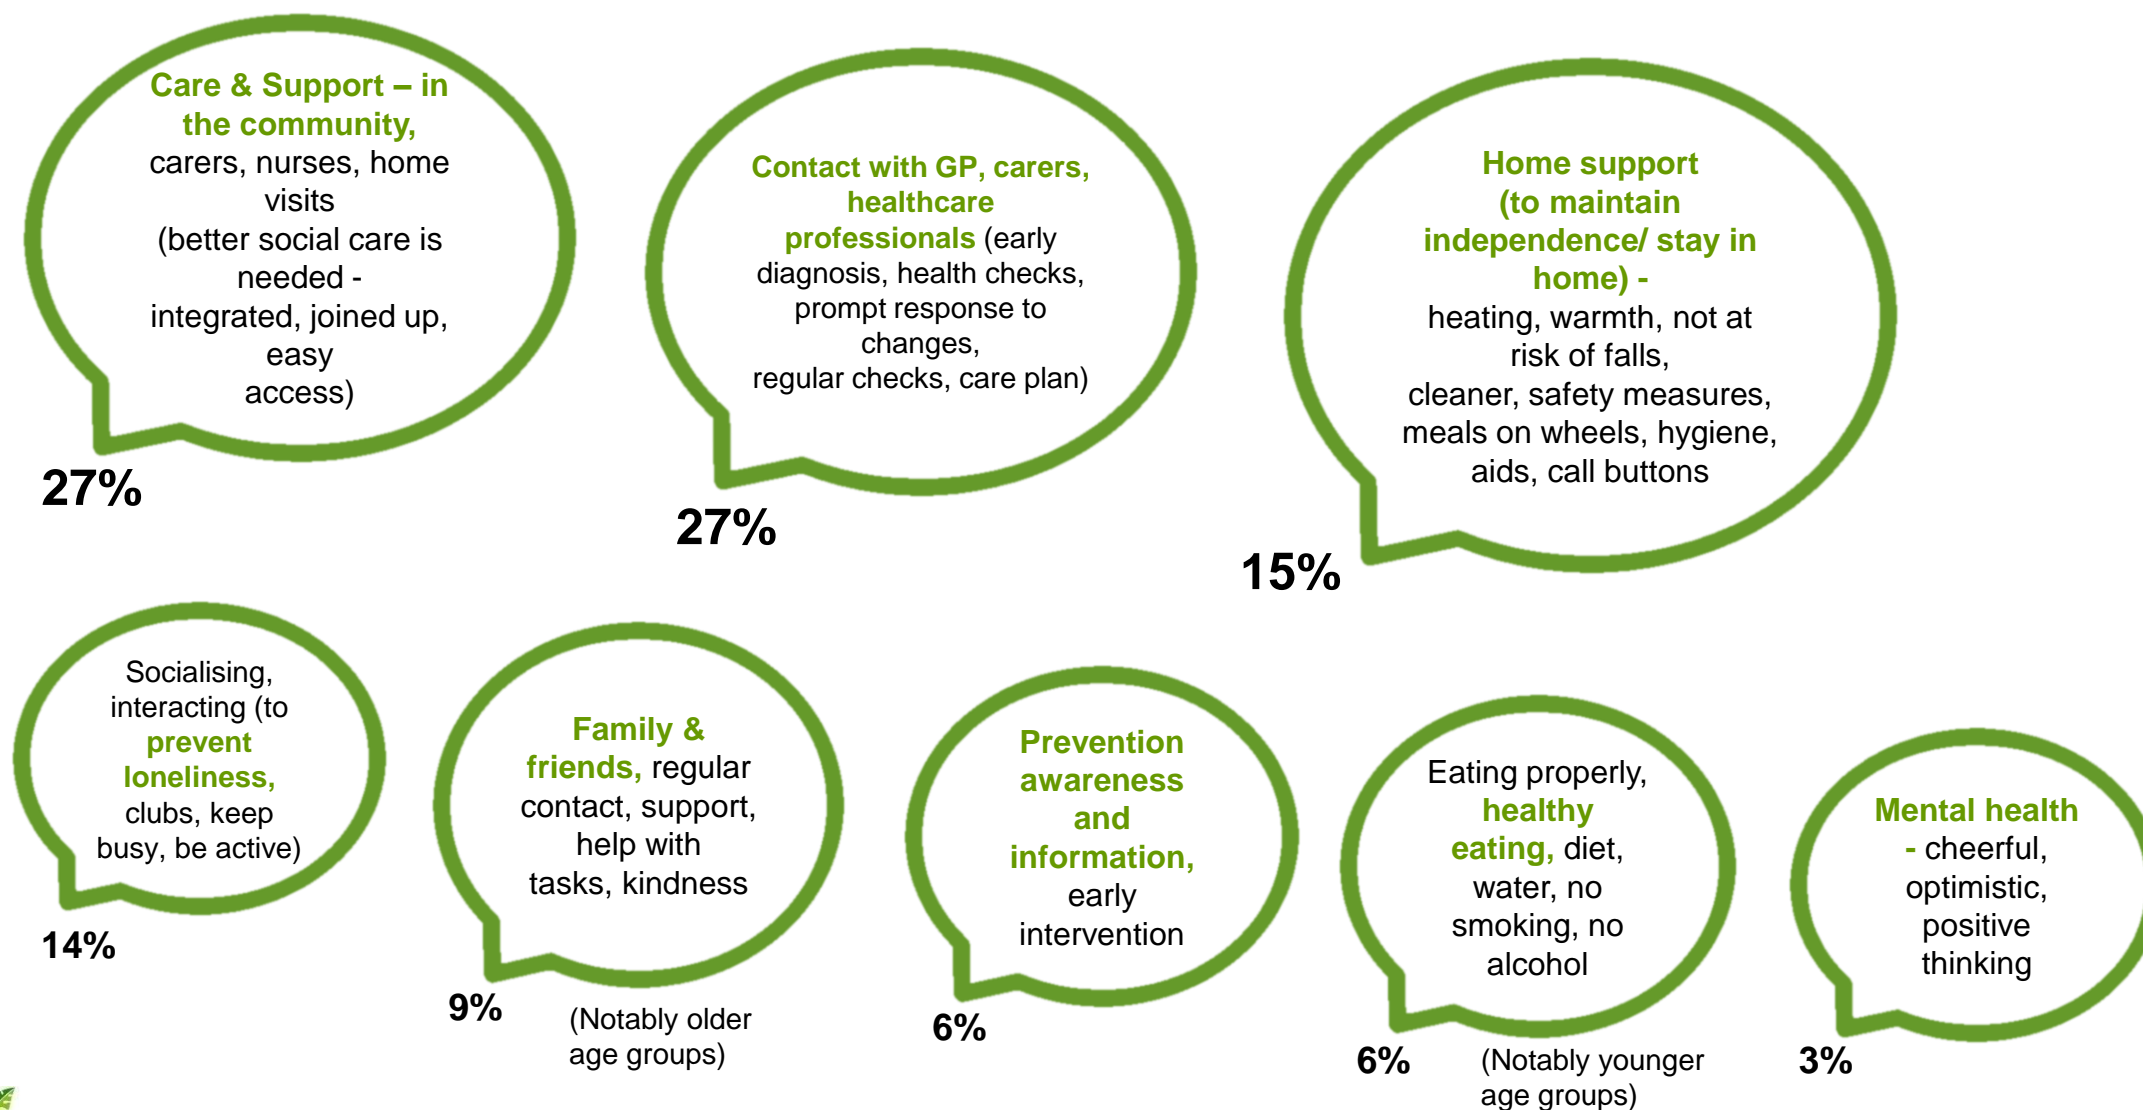 Care & Support – in
the community,
carers, nurses, home
visits
(better social care is
needed -
integrated, joined up,
easy
access)
27%
Contact with GP, carers,
healthcare
professionals (early
diagnosis, health checks,
prompt response to
changes,
regular checks, care plan)
27%
Home support
(to maintain
independence/ stay in
home) -
heating, warmth, not at
risk of falls,
cleaner, safety measures,
meals on wheels, hygiene,
aids, call buttons
15%
Socialising,
interacting (to
prevent
loneliness,
clubs, keep
busy, be active)
14%
Family &
friends, regular
contact, support,
help with
tasks, kindness
9%
(Notably older
age groups)
Prevention
awareness
and
information,
early
intervention
6%
Eating properly,
healthy
eating, diet,
water, no
smoking, no
alcohol
6%
(Notably younger
age groups)
Mental health
- cheerful,
optimistic,
positive
thinking
3%